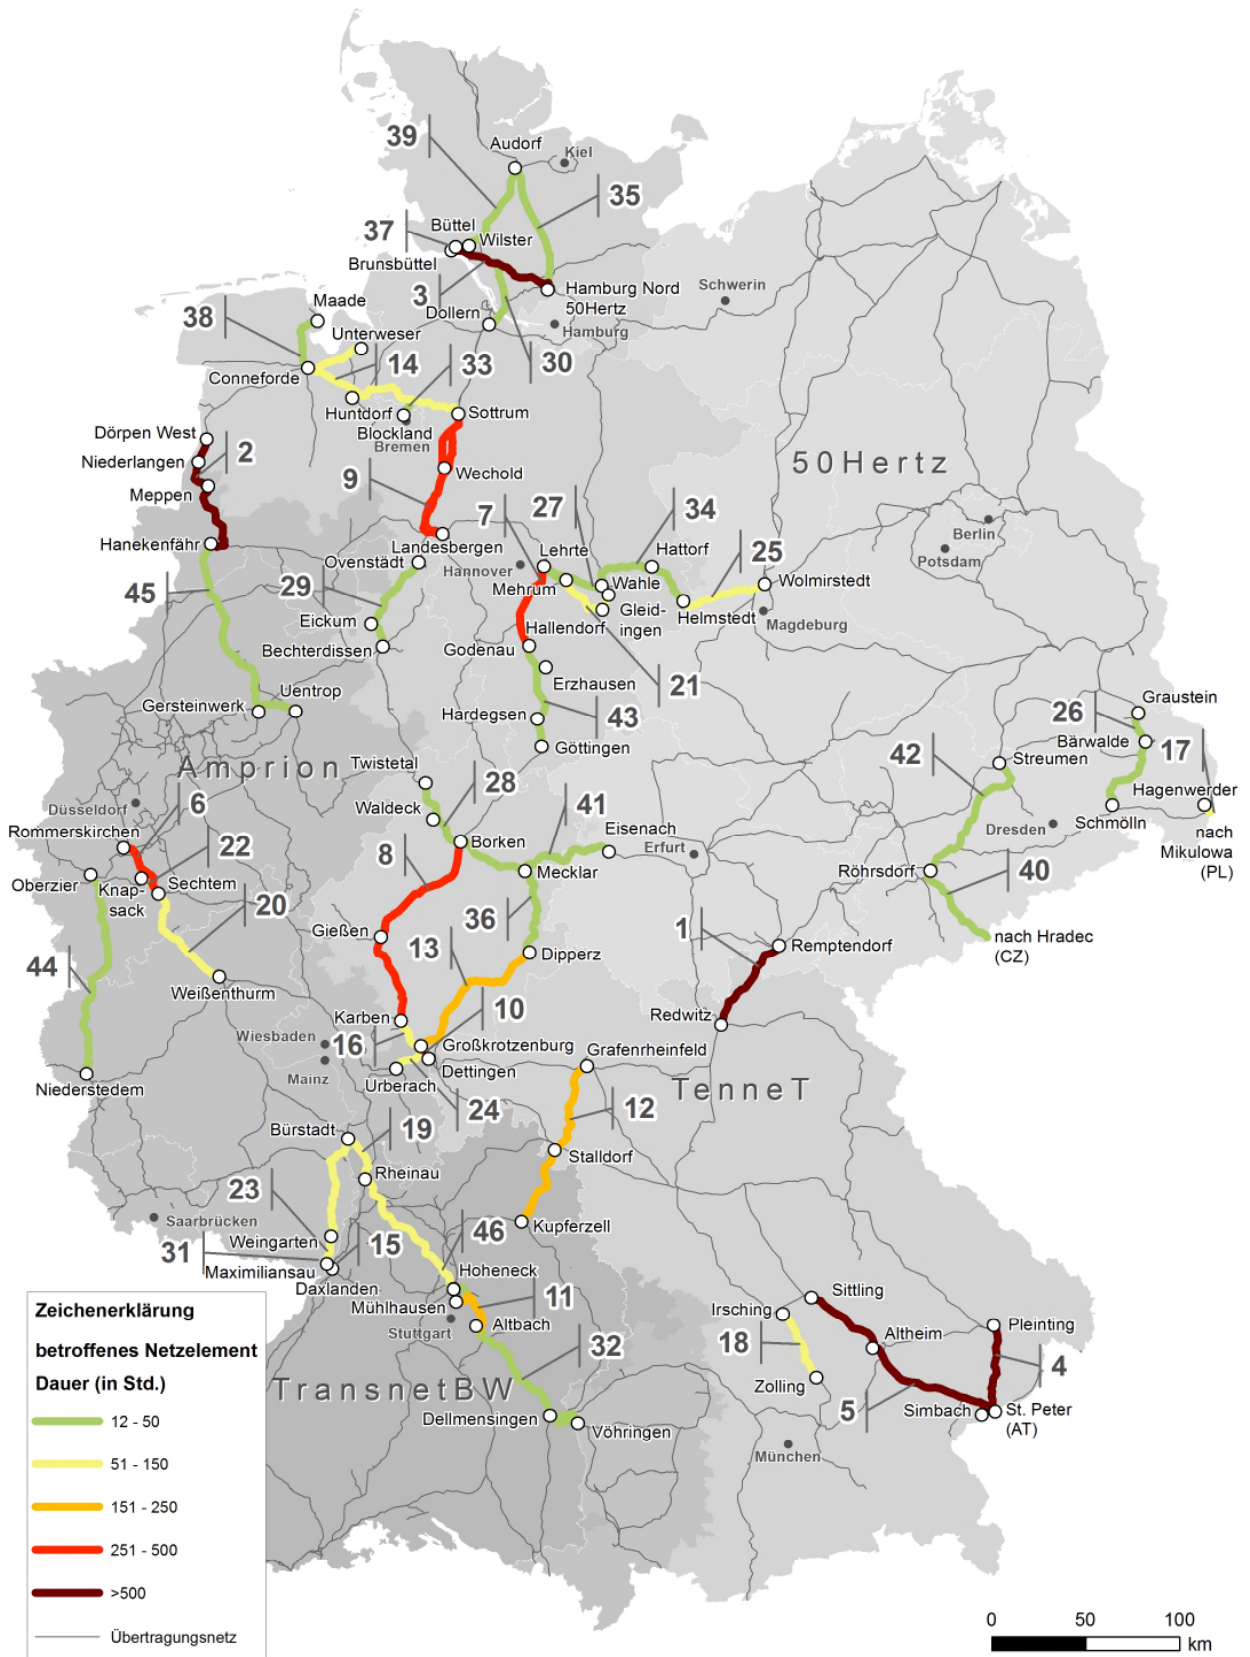 39
Audorf
Kiel
35
37
Büttel
Wilster
Brunsbüttel
3
Hamburg Nord
50Hertz
Schwerin
Maade
38
Dollern
Hamburg
Unterweser
14
33
30
Conneforde
Huntdorf
Sottrum
Blockland
Bremen
Dörpen West
2
Niederlangen
9
Wechold
50Hertz
Meppen
7
27
34
Berlin
Hanekenfähr
Landesbergen
Lehrte
Hattorf
25
Potsdam
Ovenstädt
Hannover
45
29
Mehrum
Wahle
Wolmirstedt
Gleid-
ingen
Helmstedt
Magdeburg
Eickum
Hallendorf
Bechterdissen
Godenau
Erzhausen
21
Gersteinwerk
Uentrop
Hardegsen
43
Graustein
26
Bärwalde
17
Göttingen
42
Streumen
Amprion
Twistetal
28
Düsseldorf
6
Waldeck
41
Hagenwerder
Rommerskirchen
Borken
Eisenach
Erfurt
Dresden
Schmölln
nach
Mikulowa
(PL)
22
8
Mecklar
Röhrsdorf
40
Oberzier
Knap-
sack
Sechtem
20
36
Gießen
13
1
Remptendorf
nach Hradec
(CZ)
44
Dipperz
Weißenthurm
10
Karben
Redwitz
Wiesbaden
16
Großkrotzenburg
Grafenrheinfeld
Mainz
Dettingen
Niederstedem
Urberach
TenneT
24
12
Bürstadt
19
Stalldorf
Rheinau
23
Saarbrücken
46
Kupferzell
Weingarten
31
15
Maximiliansau
Hoheneck
Daxlanden
Sittling
11
Mühlhausen
Irsching
Pleinting
Stuttgart
Altbach
Altheim
32
18
4
TransnetBW
Zolling
5
Simbach
St. Peter
(AT)
Dellmensingen
Vöhringen
München
Zeichenerklärung
betroffenes Netzelement
Dauer (in Std.)
12 - 50
51 - 150
151 - 250
251 - 500
>500
Übertragungsnetz
0 50 100
km